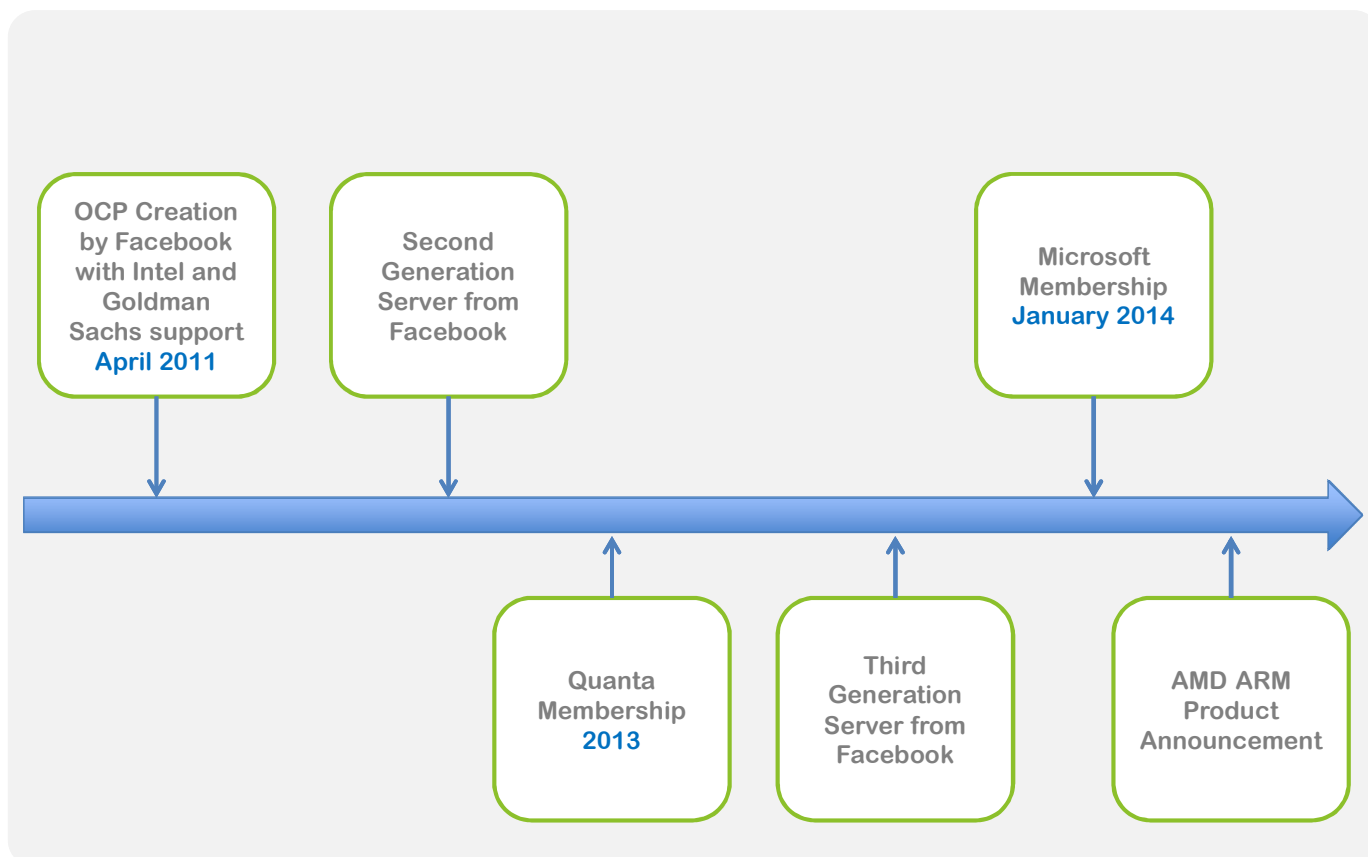 OCP Creation
by Facebook
with Intel and
Goldman
Sachs support
April 2011
Second
Generation
Server from
Facebook
Microsoft
Membership
January 2014
Quanta
Membership
2013
Third
Generation
Server from
Facebook
AMD ARM
Product
Announcement